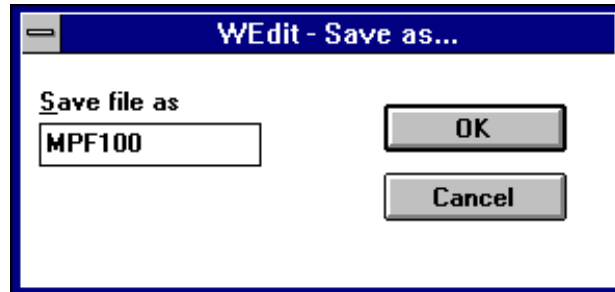 WEdit - Save as...
Save file as
MPF100
OK
Cancel